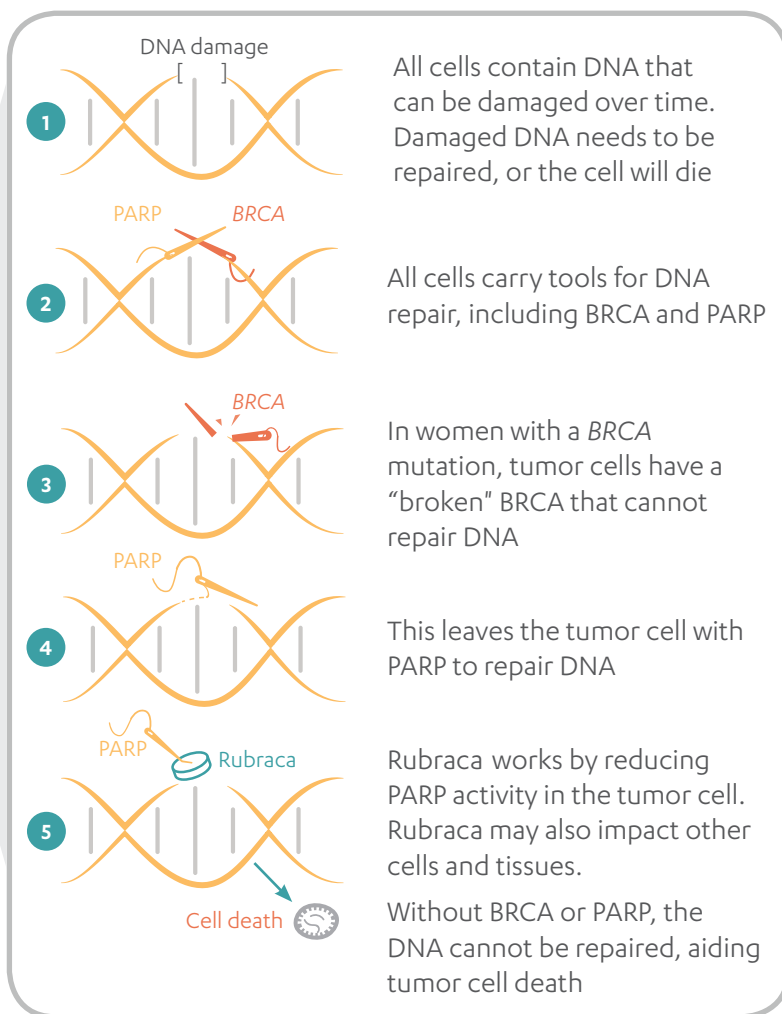 DNA damage
[ ]
1
All cells contain DNA that
can be damaged over time.
Damaged DNA needs to be
repaired, or the cell will die
PARP BRCA
2
All cells carry tools for DNA
repair, including BRCA and PARP
BRCA
3
In women with a BRCA
mutation, tumor cells have a
“broken" BRCA that cannot
repair DNA
PARP
4
This leaves the tumor cell with
PARP to repair DNA
PARP
Rubraca
5
Rubraca works by reducing
PARP activity in the tumor cell.
Rubraca may also impact other
cells and tissues.
Cell death
Without BRCA or PARP, the
DNA cannot be repaired, aiding
tumor cell death